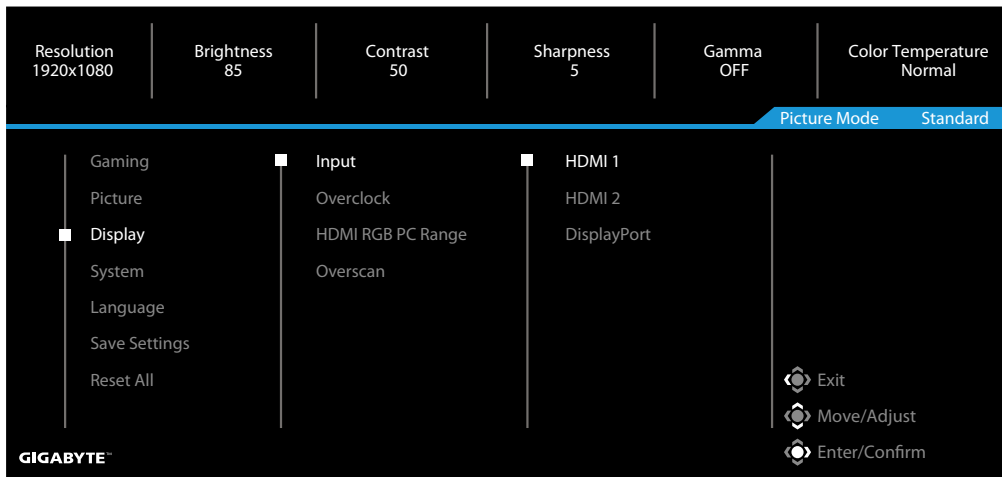 Resolution Brightness Contrast Sharpness Gamma Color Temperature
1920x1080 85 50 5 OFF Normal
Picture Mode Standard
Gaming Input HDMI 1
Picture Overclock HDMI 2
Display HDMI RGB PC Range DisplayPort
System Overscan
Language
Save Settings
Reset All Exit
Move/Adjust
GIGABYTE™ Enter/Confirm